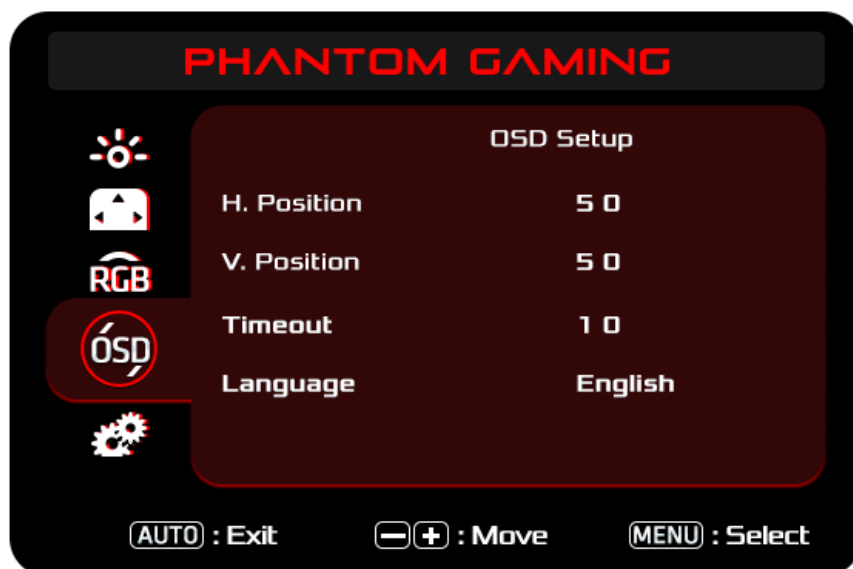 PHANTOM GAMING
OSD Setup
H. Position 50
V. Position 50
RGB
Timeout 10
OSD
Language English
AUTO : Exit - + : Move MENU : Select